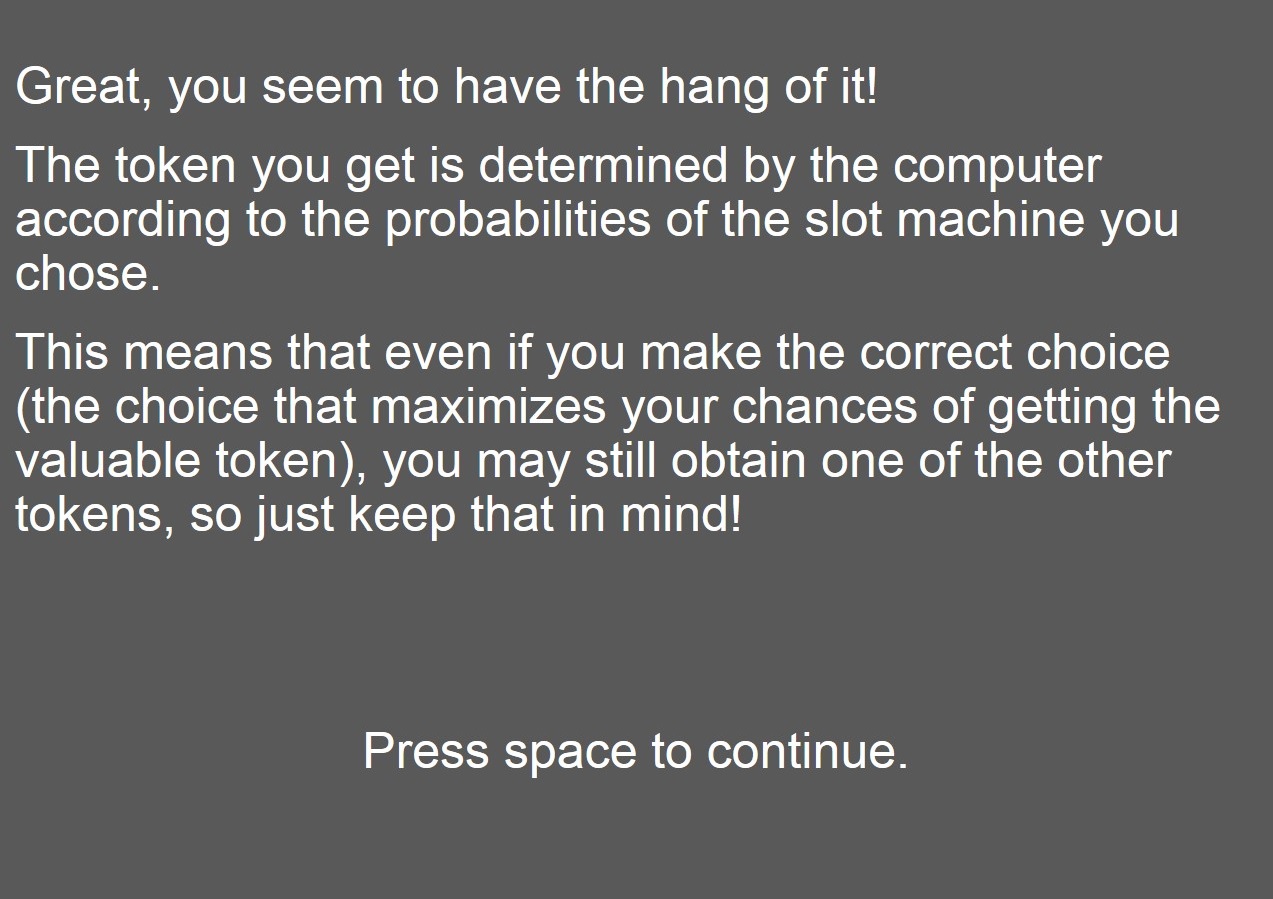 Great, you seem to have the hang of it!
The token you get is determined by the computer
according to the probabilities of the slot machine you
chose.
This means that even if you make the correct choice
(the choice that maximizes your chances of getting the
valuable token), you may still obtain one of the other
tokens, so just keep that in mind!
Press space to continue.